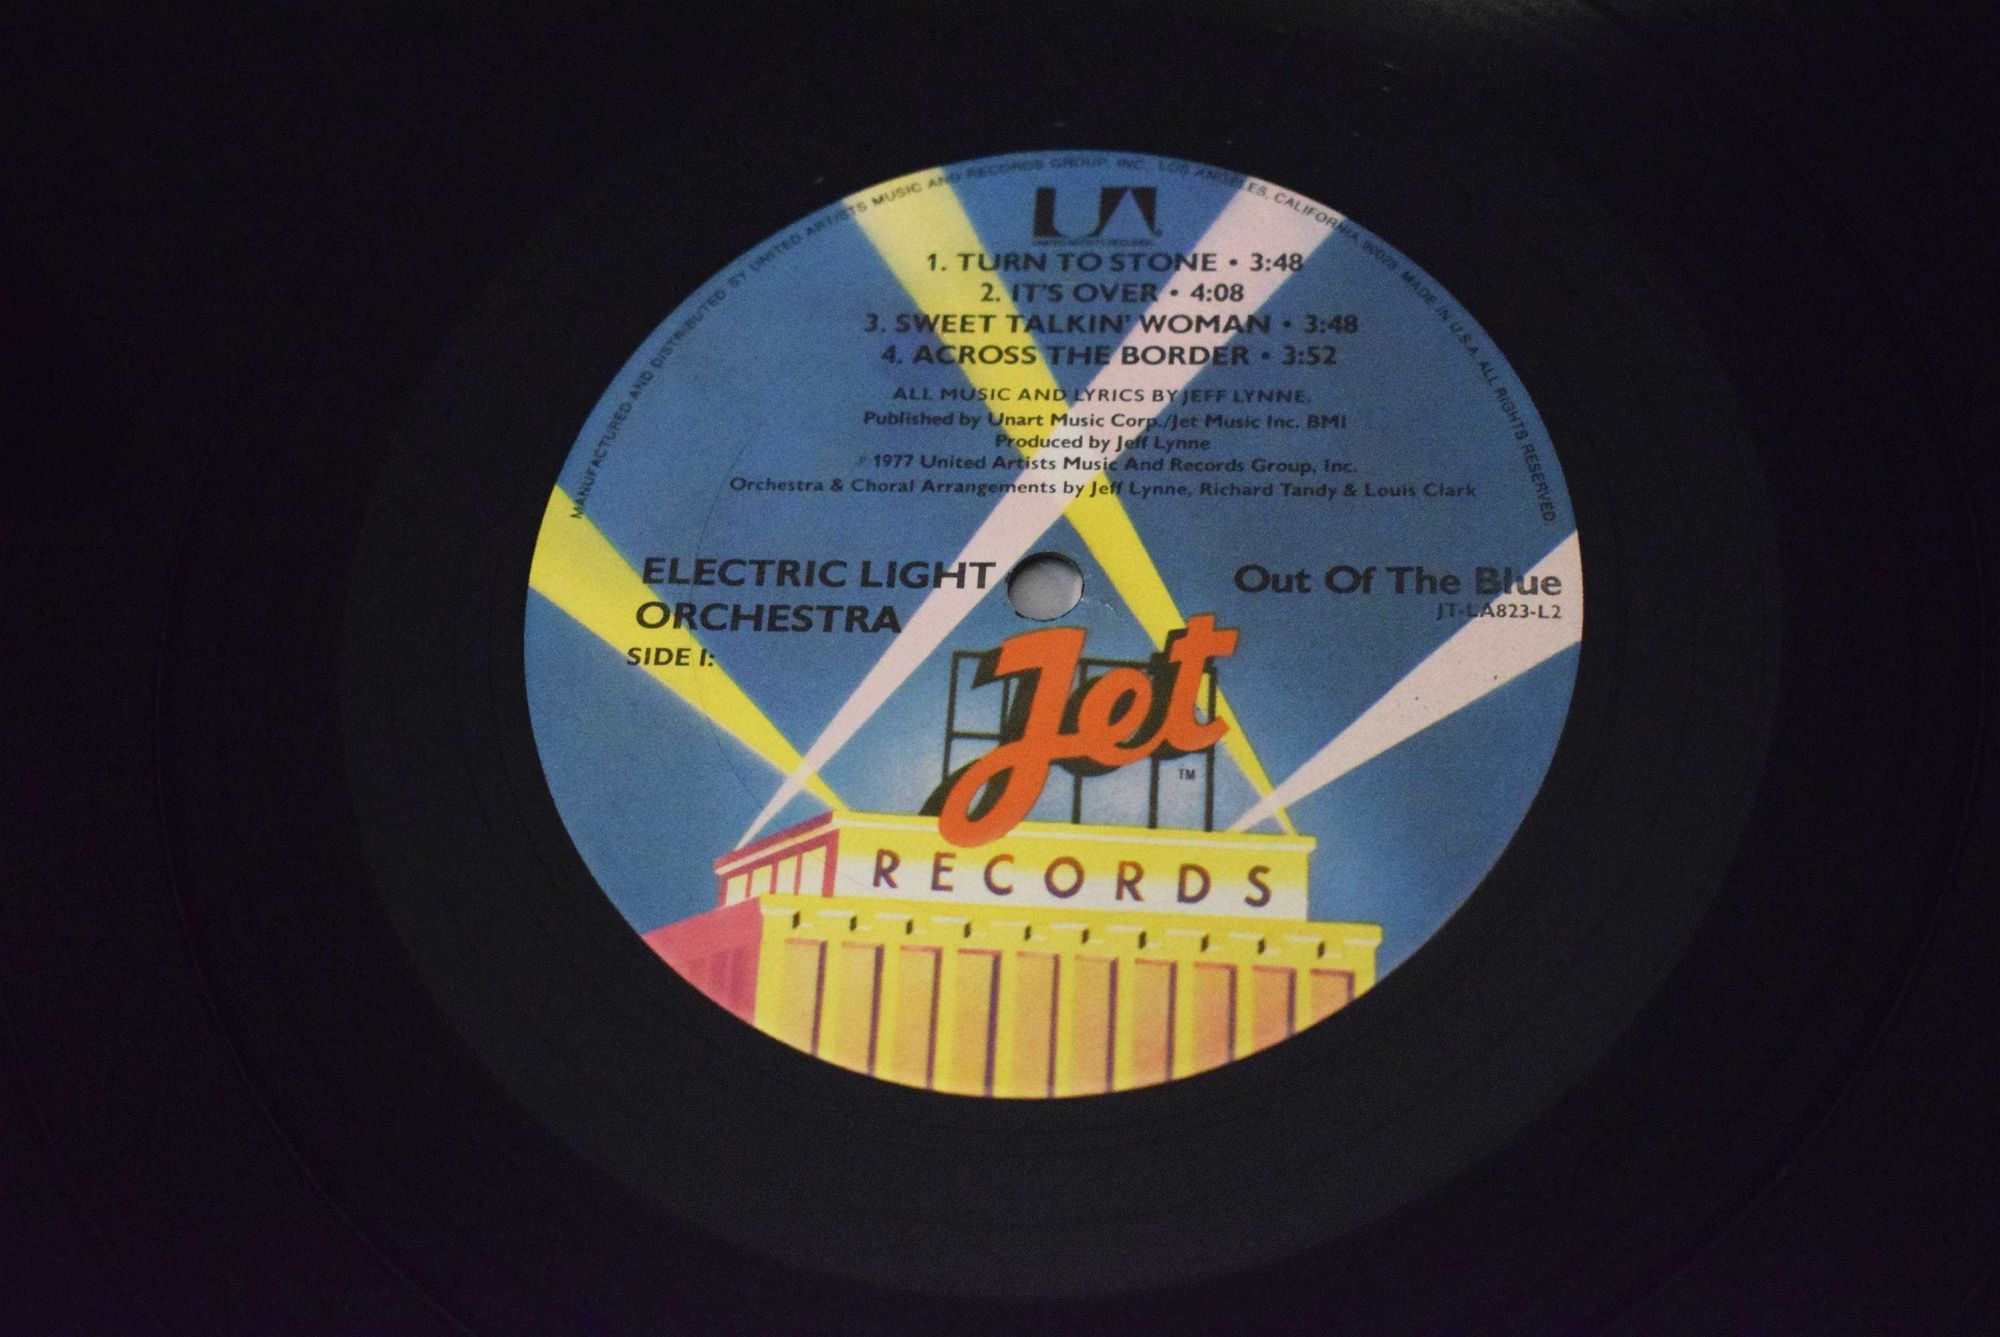 MANUFACTURED AND DISTRIBUTED BY UNITED ARTISTS MUSIC AND RECORDS GROUP, INC., LOS ANGELES, CALIFORNIA 90028. MADE IN U.S.A. ALL RIGHTS RESERVED.
UA
UNITED ARTISTS RECORDS
1. TURN TO STONE • 3:48
2. IT'S OVER • 4:08
3. SWEET TALKIN' WOMAN • 3:48
4. ACROSS THE BORDER • 3:52
ALL MUSIC AND LYRICS BY JEFF LYNNE.
Published by Unart Music Corp./Jet Music Inc. BMI
Produced by Jeff Lynne
℗ 1977 United Artists Music And Records Group, Inc.
Orchestra & Choral Arrangements by Jeff Lynne, Richard Tandy & Louis Clark
ELECTRIC LIGHT
ORCHESTRA
SIDE I:
Out Of The Blue
JT-LA823-L2
Jet
TM
RECORDS